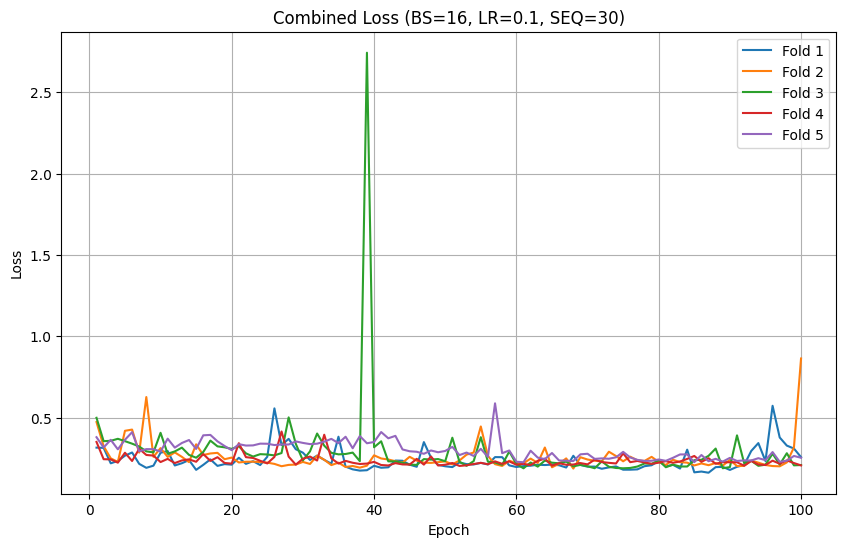 Combined Loss (BS=16, LR=0.1, SEQ=30)
Fold 1
Fold 2
Fold 3
Fold 4
Fold 5
2.5
2.0
1.5
1.0
0.5
Loss
0 20 40 60 80 100
Epoch